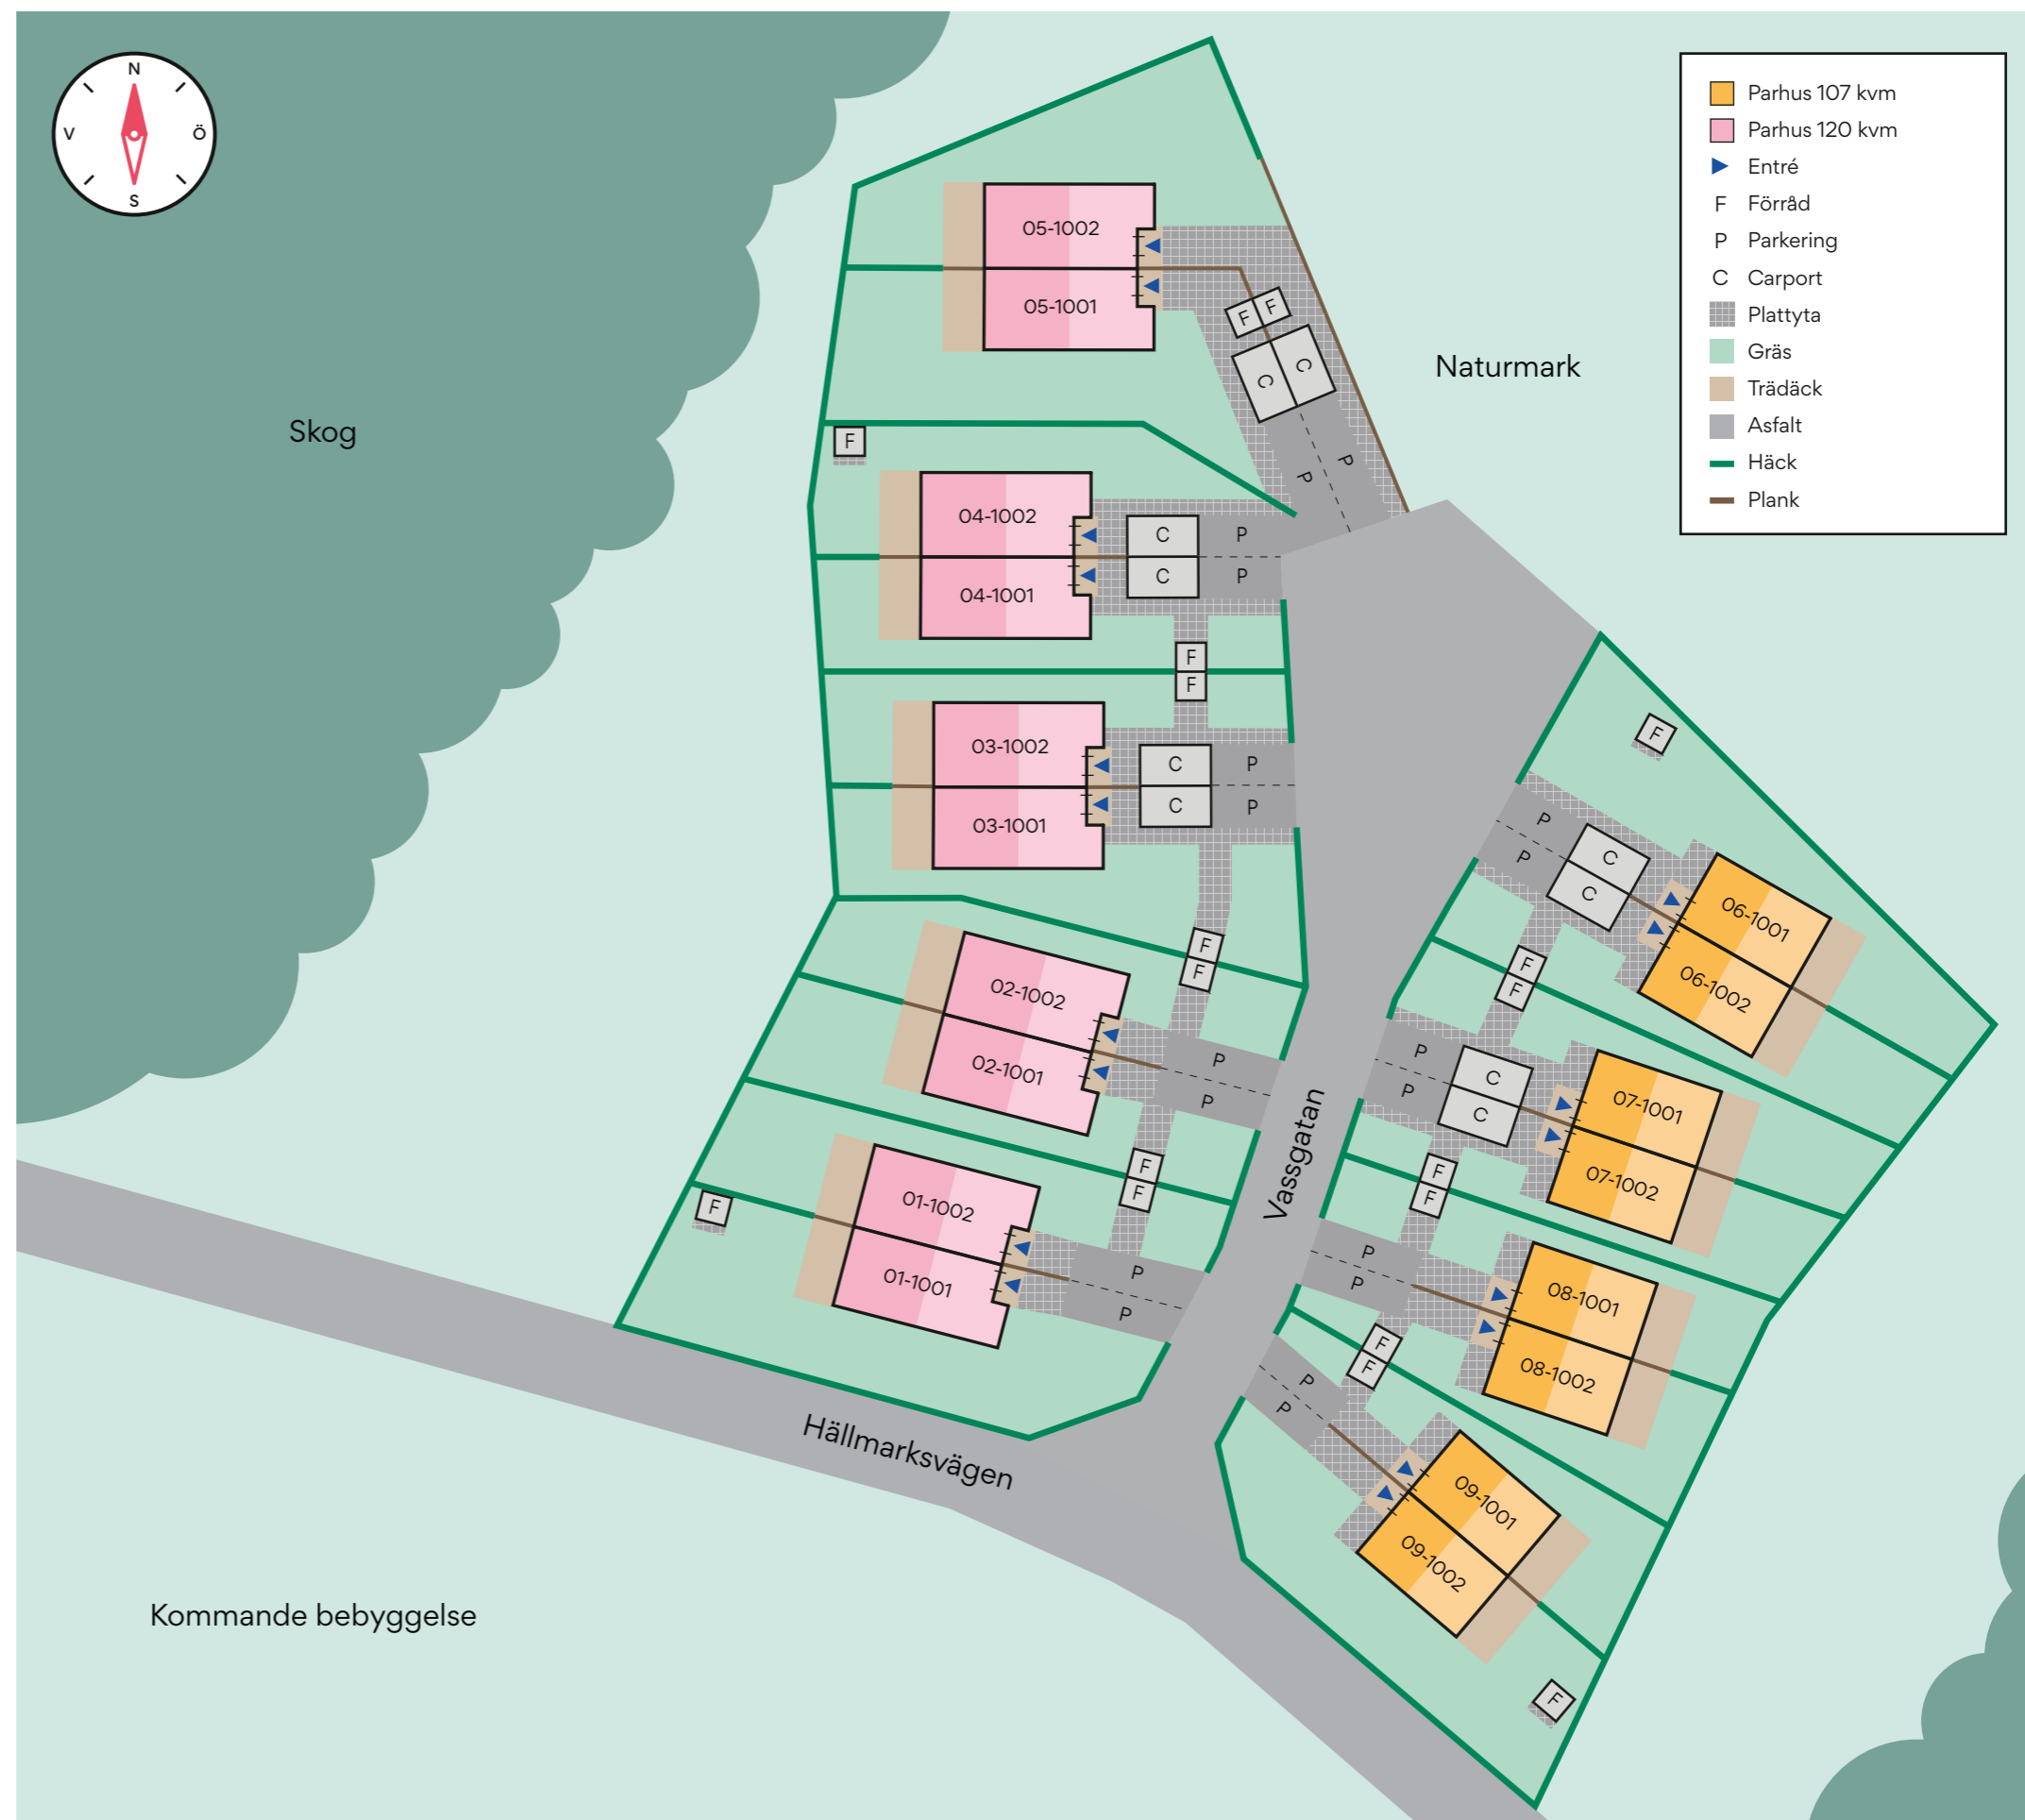 N
V
Ö
S
Parhus 107 kvm
Parhus 120 kvm
Entré
F Förråd
P Parkering
C Carport
Plattyta
Gräs
Trädäck
Asfalt
Häck
Plank
Skog
Naturmark
05-1002
05-1001
F F
C C
P P
F
04-1002
C P
C P
04-1001
F
F
03-1002
C P
C P
03-1001
F
F
02-1002
02-1001
P
P
F
F
F
01-1002
01-1001
P
P
F
P
P
C
C
06-1001
06-1002
F
F
P
P
C
C
07-1001
07-1002
F
F
P
P
08-1001
08-1002
F
F
P
P
09-1001
09-1002
F
Vassgatan
Hällmarksvägen
Kommande bebyggelse